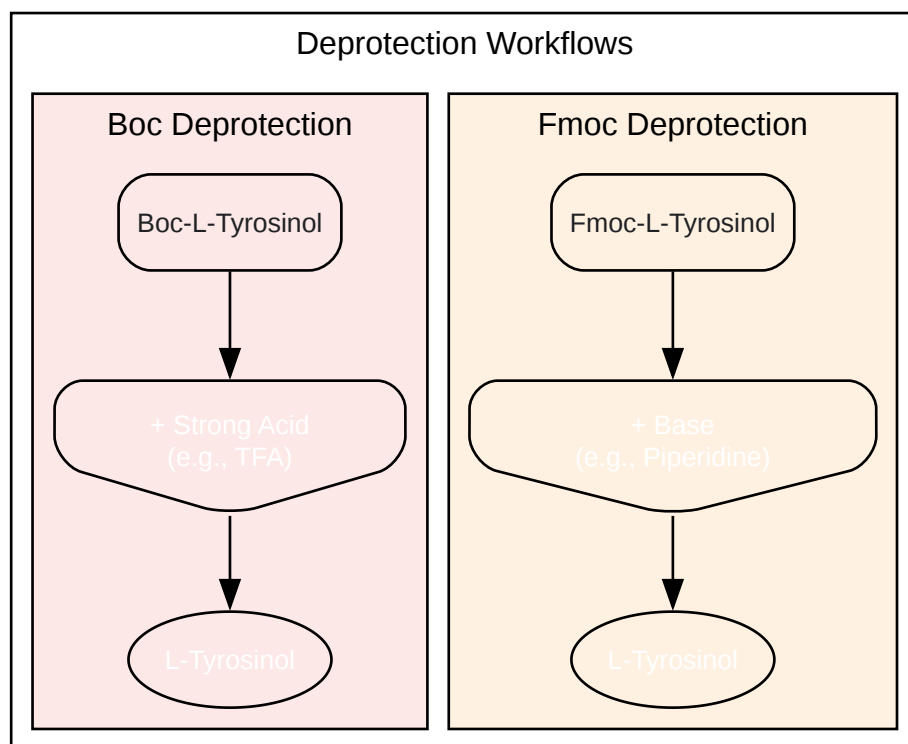 Deprotection Workflows
Boc Deprotection
Boc-L-Tyrosinol
+ Strong Acid
(e.g., TFA)
L-Tyrosinol
Fmoc Deprotection
Fmoc-L-Tyrosinol
+ Base
(e.g., Piperidine)
L-Tyrosinol